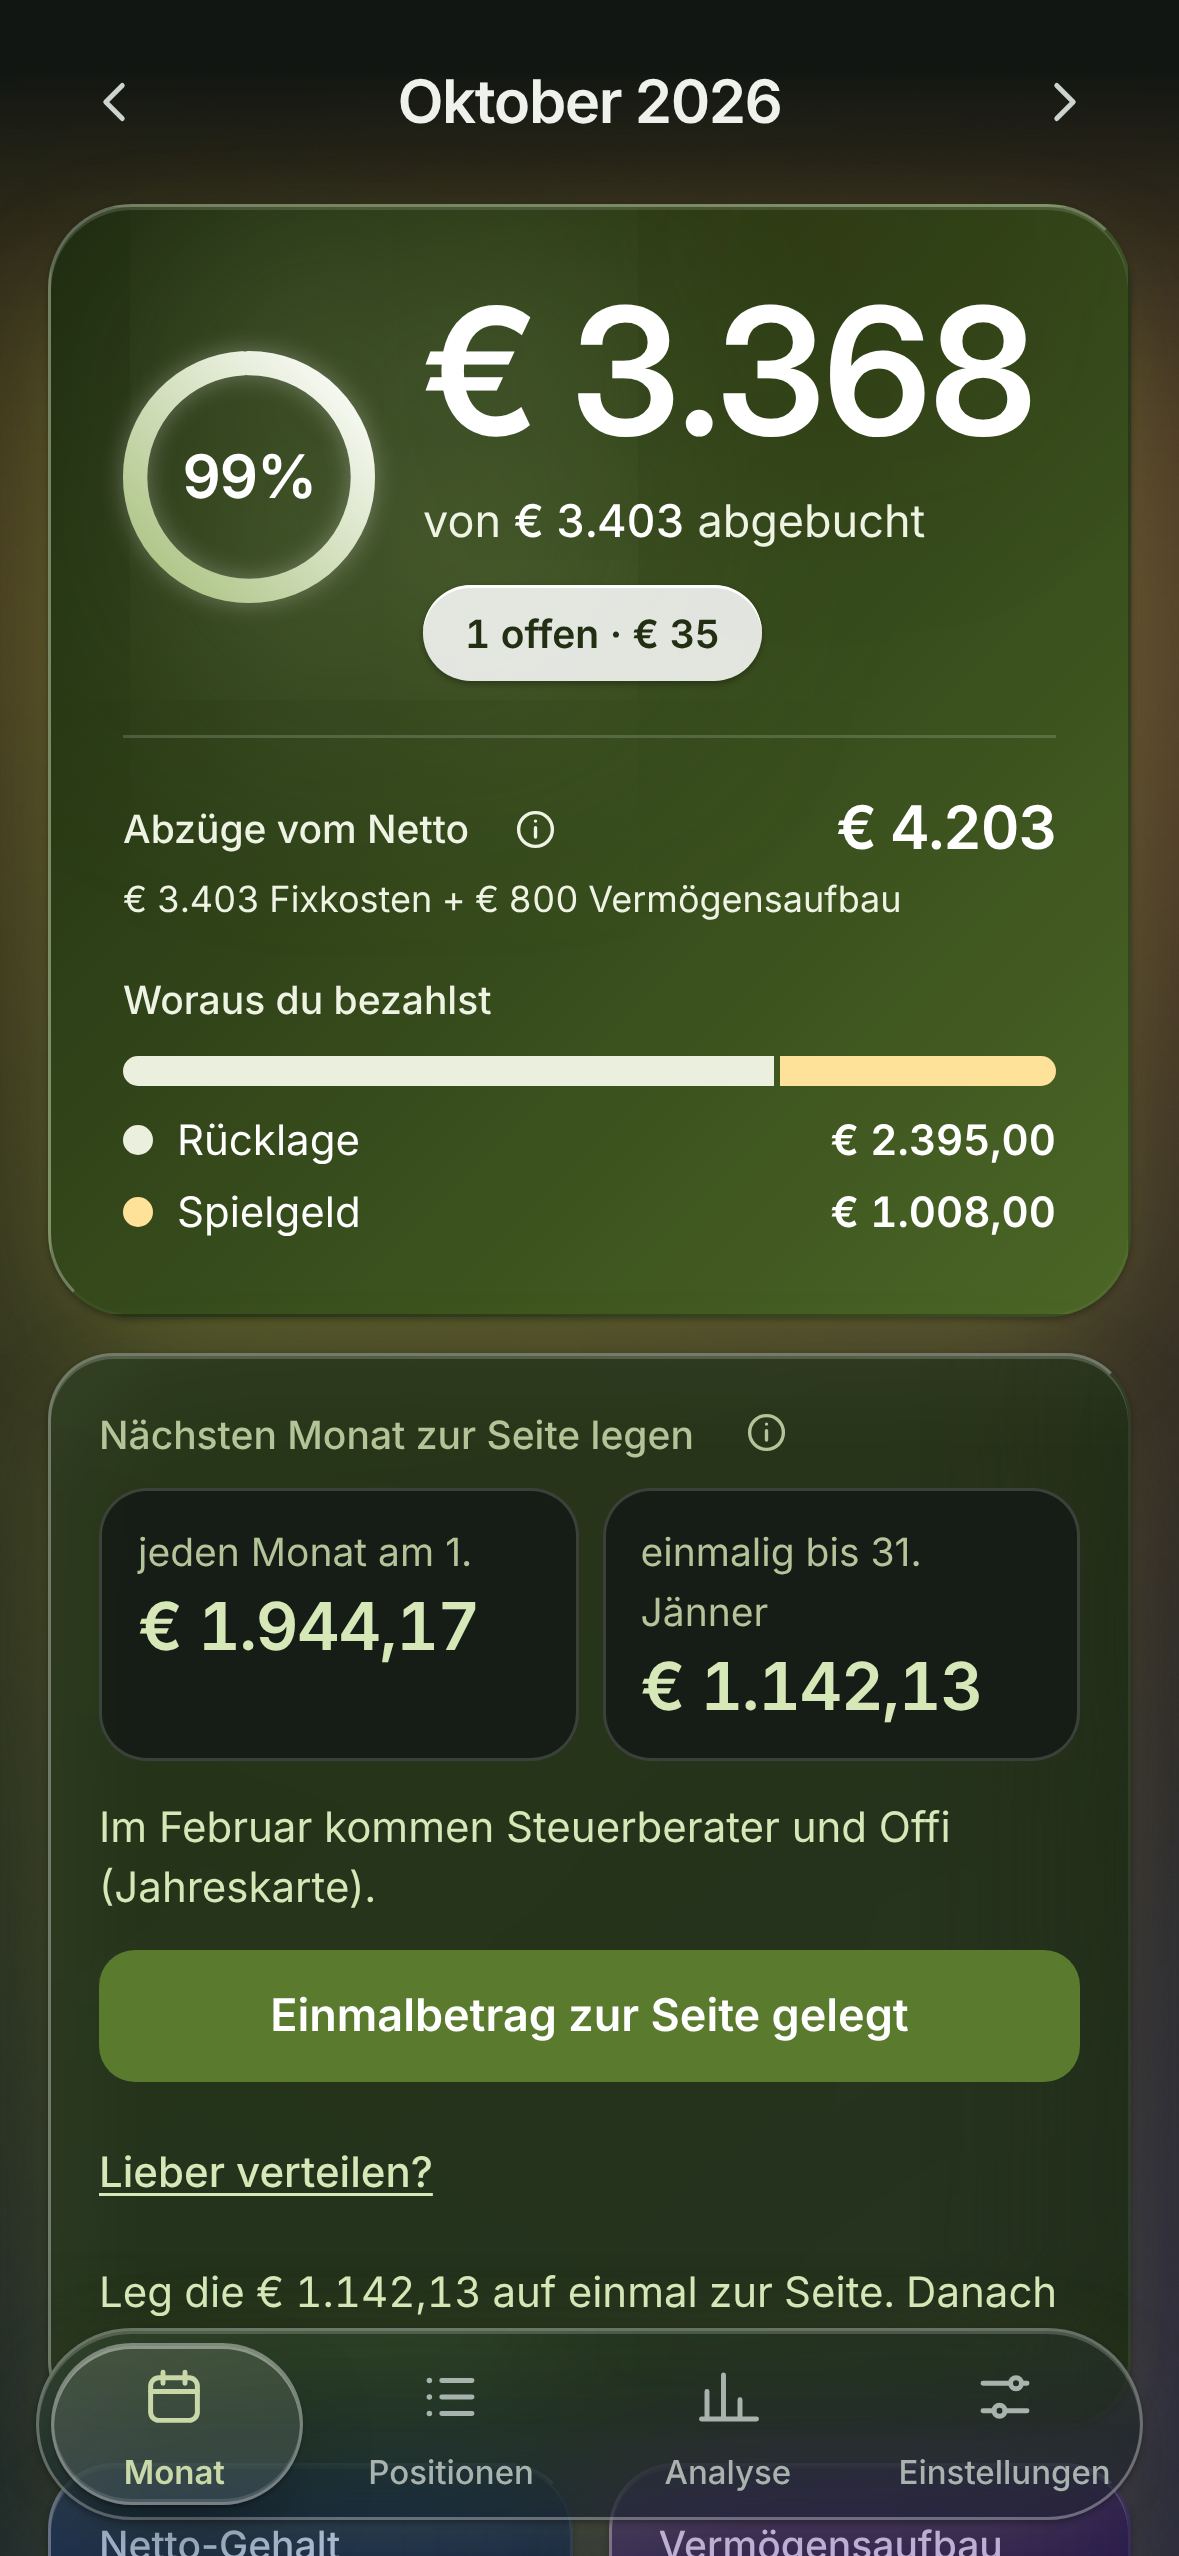 Oktober 2026
€ 3.368
99%
von € 3.403 abgebucht
1 offen · € 35
Abzüge vom Netto
€ 4.203
€ 3.403 Fixkosten + € 800 Vermögensaufbau
Woraus du bezahlst
Rücklage
€ 2.395,00
Spielgeld
€ 1.008,00
Nächsten Monat zur Seite legen
jeden Monat am 1.
€ 1.944,17
einmalig bis 31.
Jänner
€ 1.142,13
Im Februar kommen Steuerberater und Offi
(Jahreskarte).
Einmalbetrag zur Seite gelegt
Lieber verteilen?
Leg die € 1.142,13 auf einmal zur Seite. Danach
Monat
Positionen
Analyse
Einstellungen
Netto-Gehalt
Vermögensaufbau